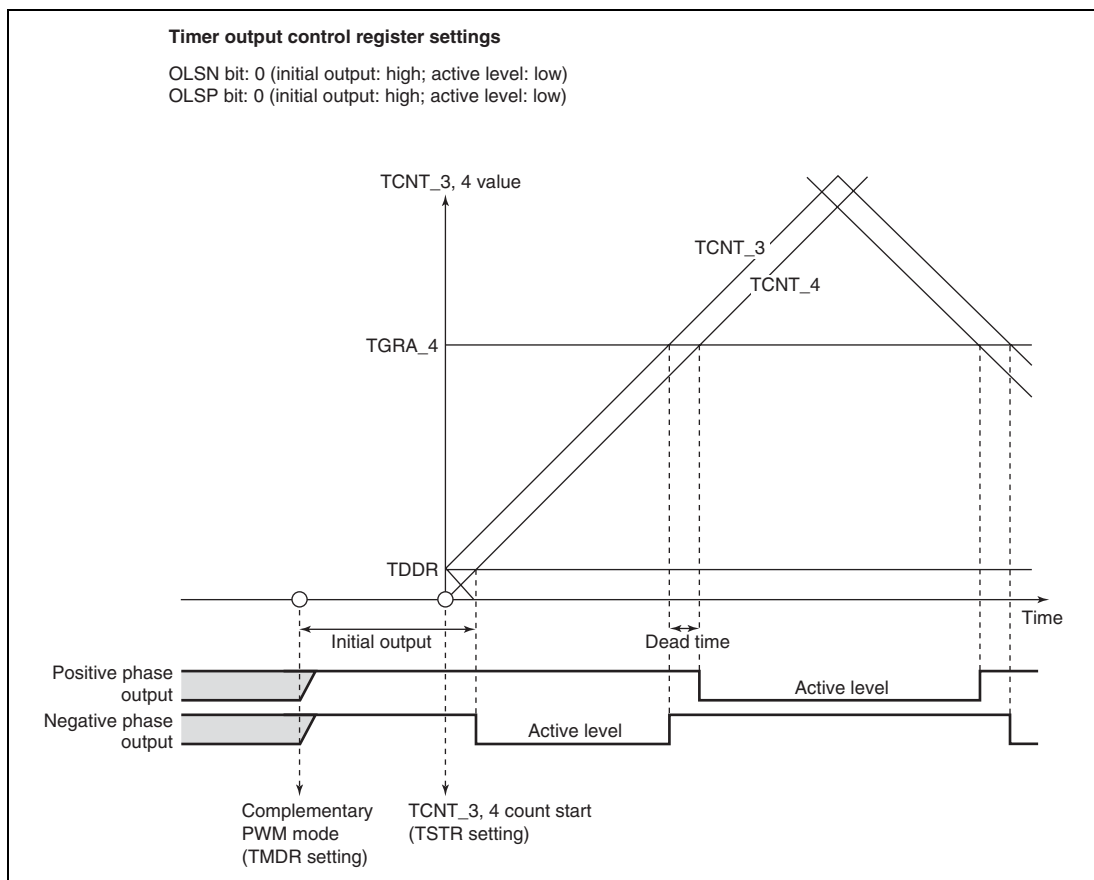 Timer output control register settings
OLSN bit: 0 (initial output: high; active level: low)
OLSP bit: 0 (initial output: high; active level: low)
TCNT_3, 4 value
TCNT_3
TCNT_4
TGRA_4
TDDR
Time
Initial output
Dead time
Positive phase
output
Active level
Negative phase
output
Active level
Complementary
PWM mode
(TMDR setting)
TCNT_3, 4 count start
(TSTR setting)